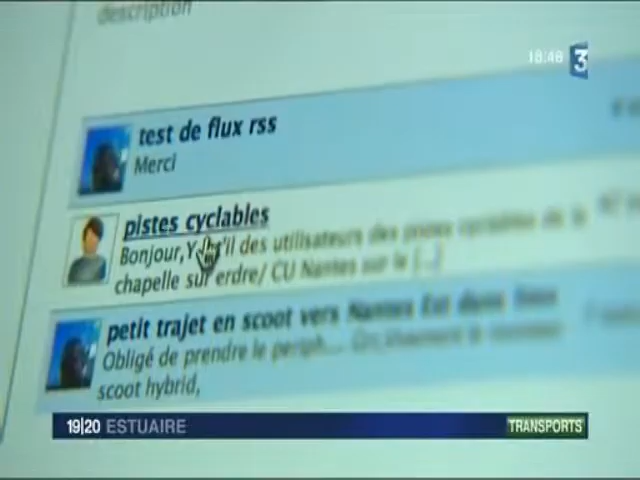 description
18.46 3
test de flux rss
Merci
pistes cyclables
Bonjour,Y 'il des utilisateurs des pistes cyclables de la
chapelle sur erdre/ CU Nantes sur le [...]
petit trajet en scoot vers Nantes Est dans
Obligé de prendre le periph...
scoot hybrid,
19|20 ESTUAIRE
TRANSPORTS